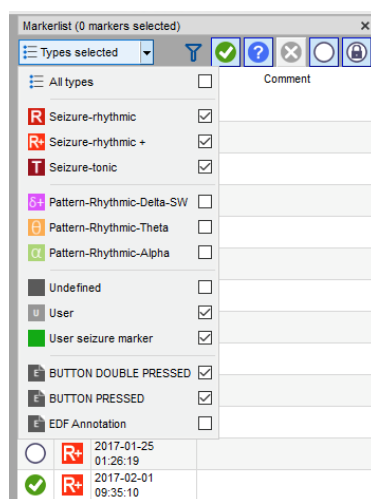 Markerlist (0 markers selected)
Types selected
Comment
All types
R Seizure-rhythmic
R+ Seizure-rhythmic +
T Seizure-tonic
δ+ Pattern-Rhythmic-Delta-SW
θ Pattern-Rhythmic-Theta
α Pattern-Rhythmic-Alpha
Undefined
U User
User seizure marker
E BUTTON DOUBLE PRESSED
E BUTTON PRESSED
E EDF Annotation
R+ 2017-01-25
01:26:19
R+ 2017-02-01
09:35:10